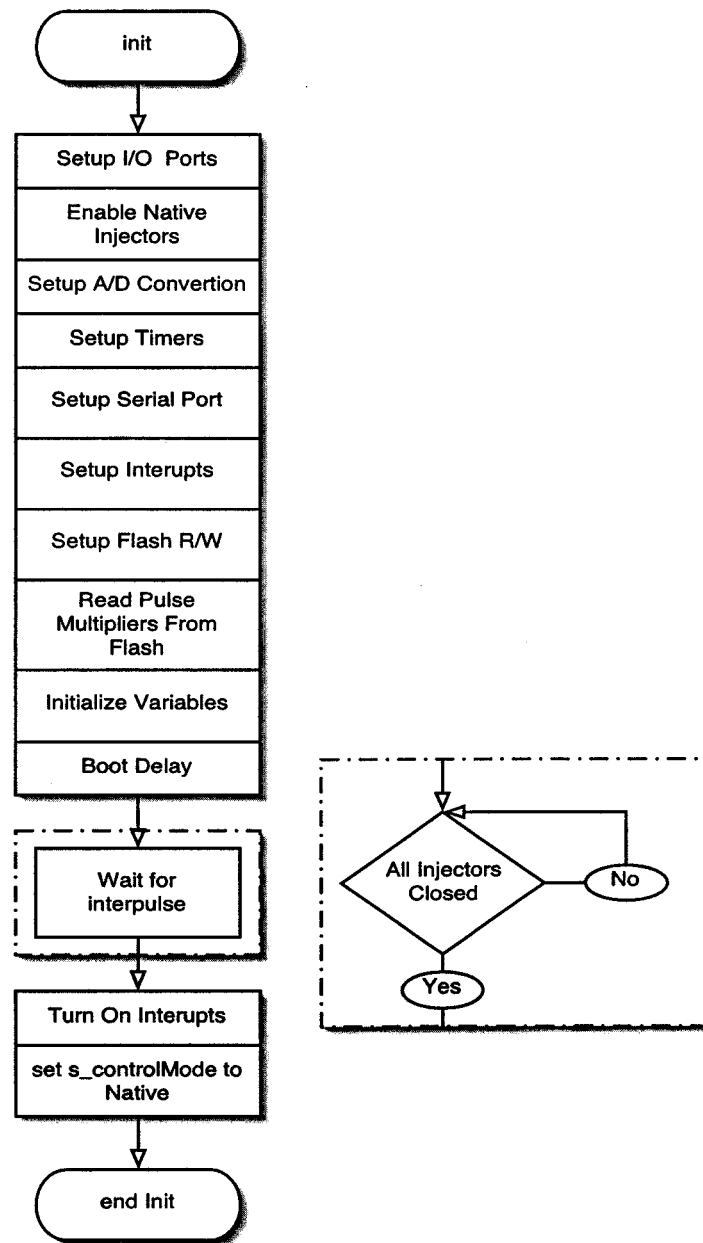 init
Setup I/O Ports
Enable Native
Injectors
Setup A/D Convertion
Setup Timers
Setup Serial Port
Setup Interupts
Setup Flash R/W
Read Pulse
Multipliers From
Flash
Initialize Variables
Boot Delay
Wait for
interpulse
Turn On Interupts
set s_controlMode to
Native
end Init
All Injectors
Closed
No
Yes